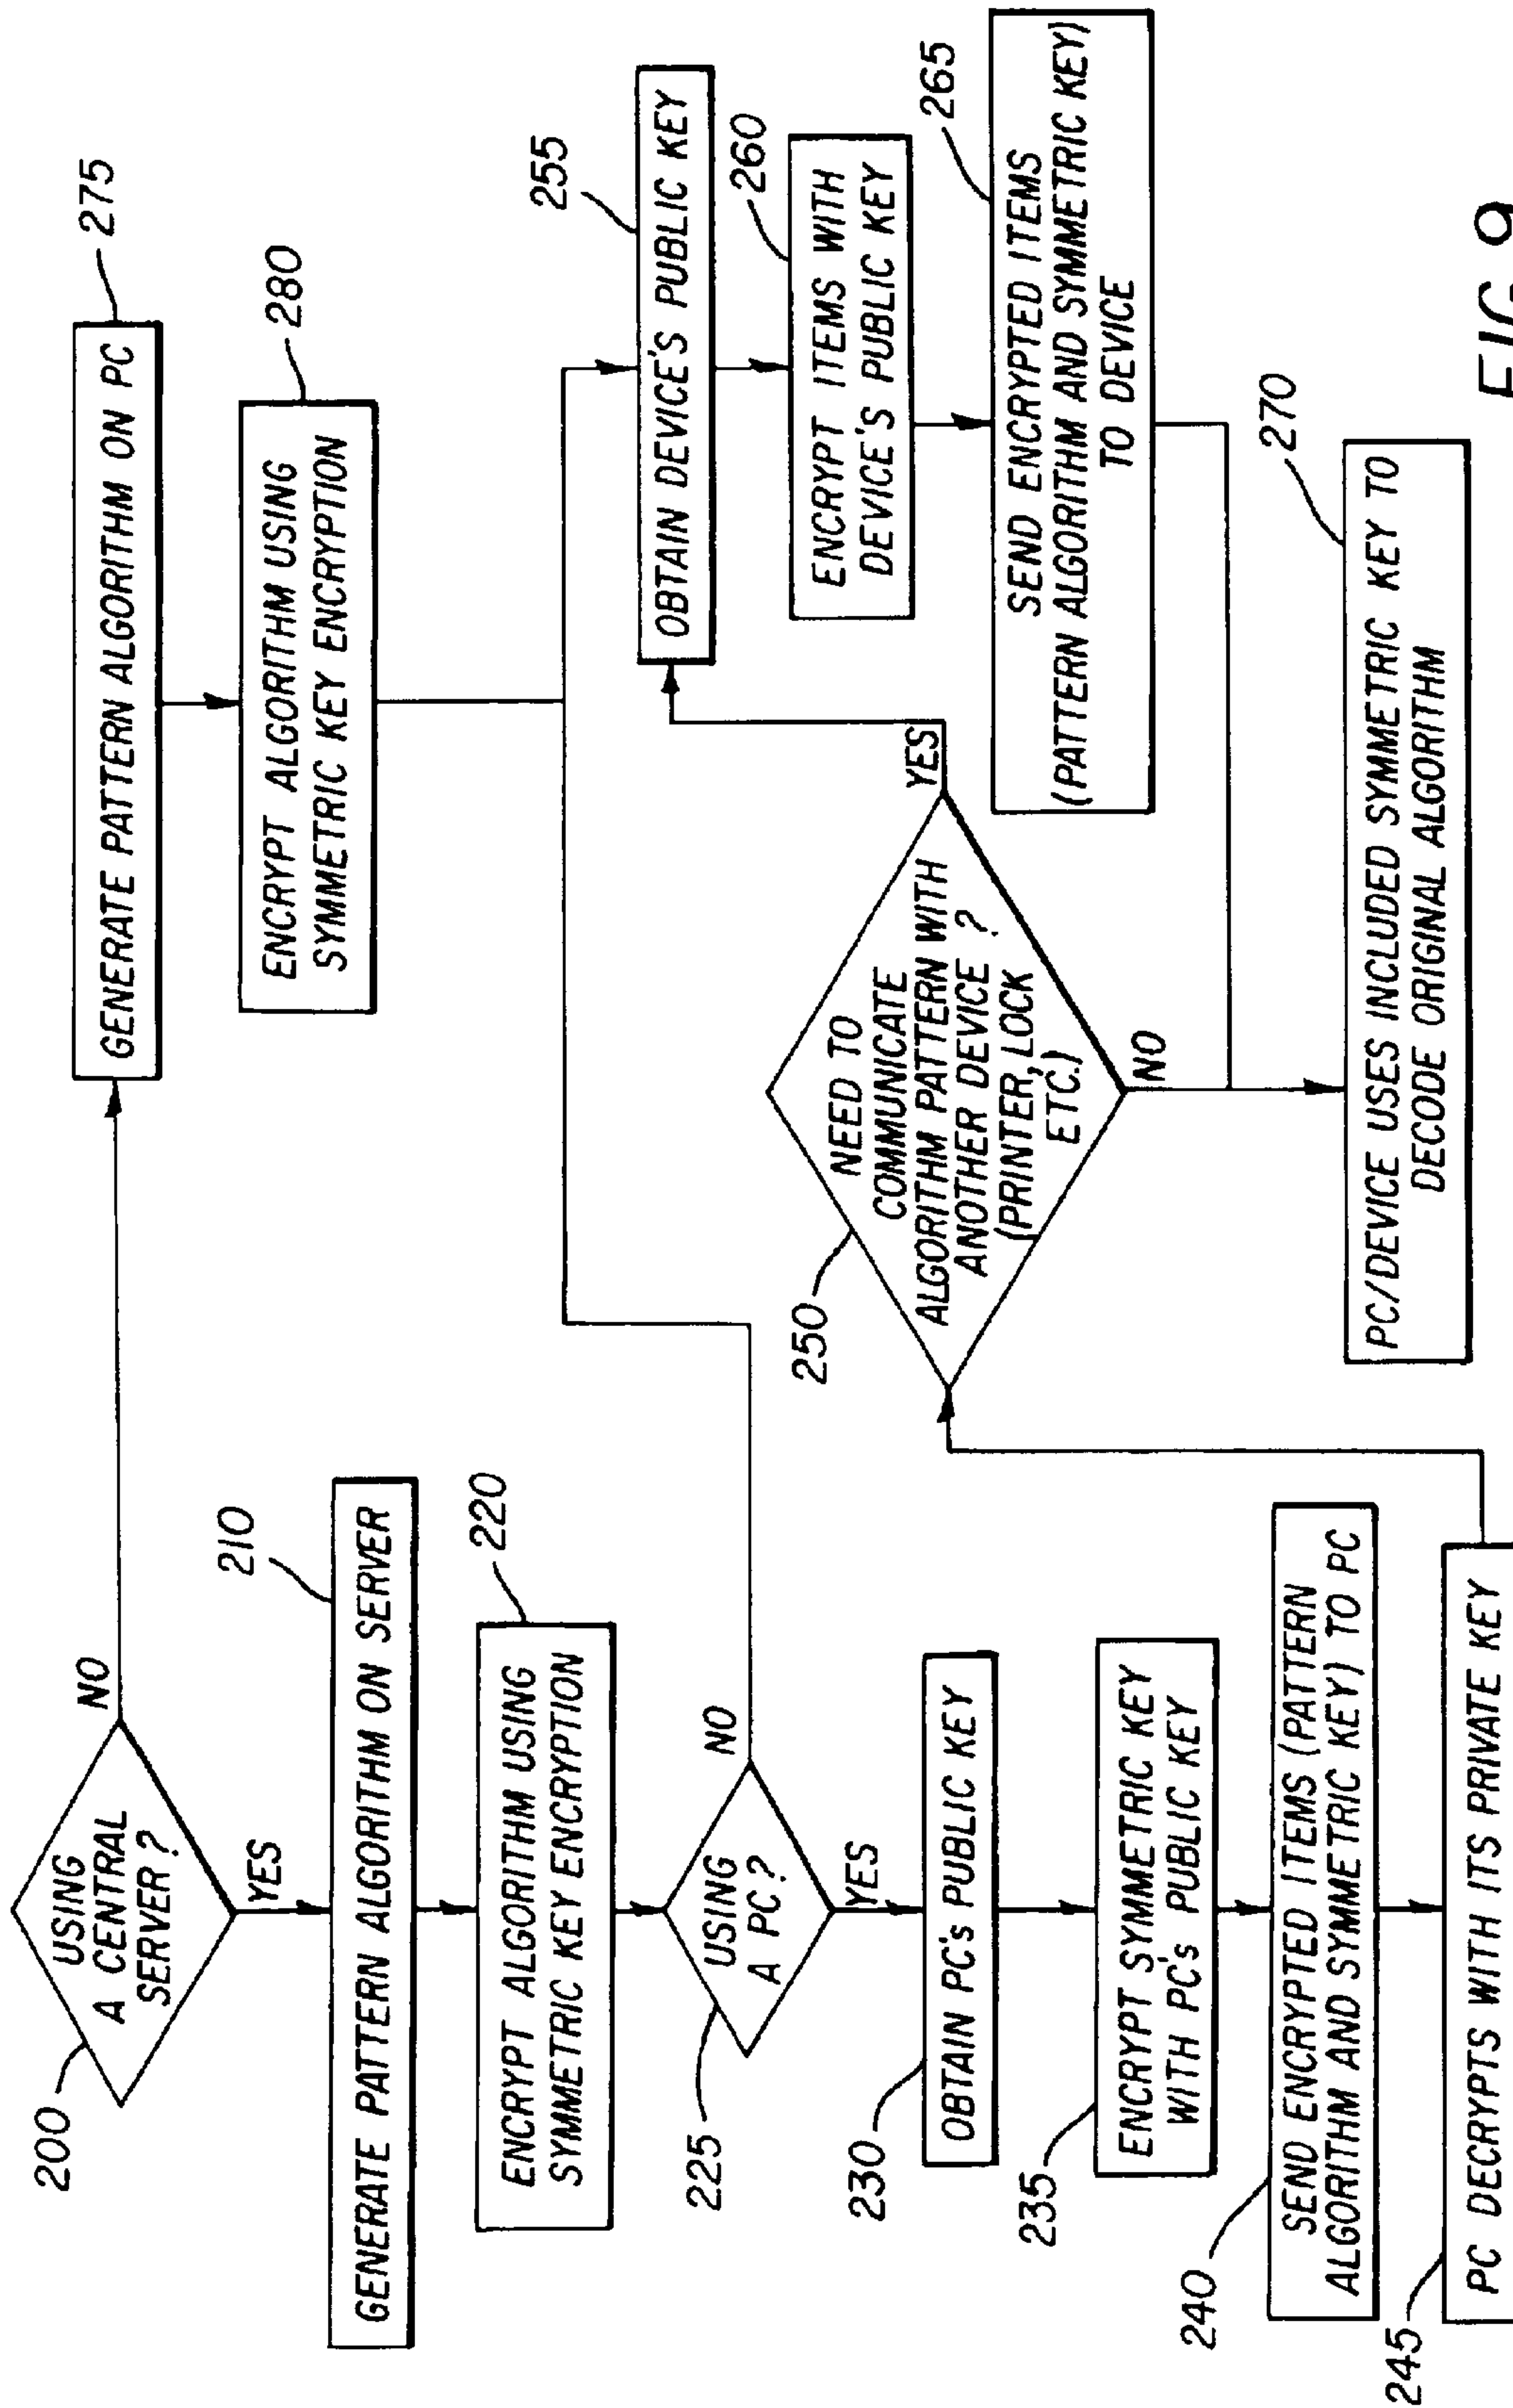 200
USING
A CENTRAL
SERVER?
NO
YES
210
GENERATE PATTERN ALGORITHM ON SERVER
220
ENCRYPT ALGORITHM USING
SYMMETRIC KEY ENCRYPTION
225
USING
A PC?
NO
YES
230
OBTAIN PC's PUBLIC KEY
235
ENCRYPT SYMMETRIC KEY
WITH PC's PUBLIC KEY
240
SEND ENCRYPTED ITEMS (PATTERN
ALGORITHM AND SYMMETRIC KEY) TO PC
245
PC DECRYPTS WITH ITS PRIVATE KEY
275
GENERATE PATTERN ALGORITHM ON PC
280
ENCRYPT ALGORITHM USING
SYMMETRIC KEY ENCRYPTION
255
OBTAIN DEVICE'S PUBLIC KEY
260
ENCRYPT ITEMS WITH
DEVICE'S PUBLIC KEY
265
SEND ENCRYPTED ITEMS
(PATTERN ALGORITHM AND SYMMETRIC KEY)
TO DEVICE
250
NEED TO
COMMUNICATE
ALGORITHM PATTERN WITH
ANOTHER DEVICE ?
(PRINTER, LOCK
ETC.)
YES
NO
270
PC/DEVICE USES INCLUDED SYMMETRIC KEY TO
DECODE ORIGINAL ALGORITHM
FIG. 9